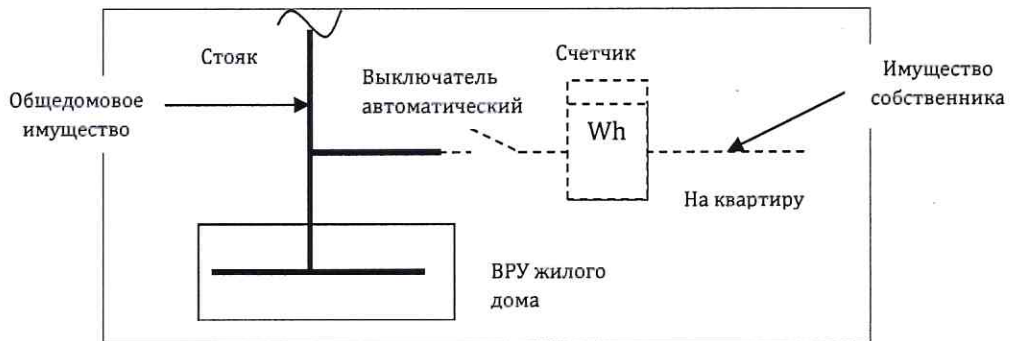 Стояк
Счетчик
Выключатель
автоматический
Имущество
собственника
Общедомовое
имущество
Wh
На квартиру
ВРУ жилого
дома